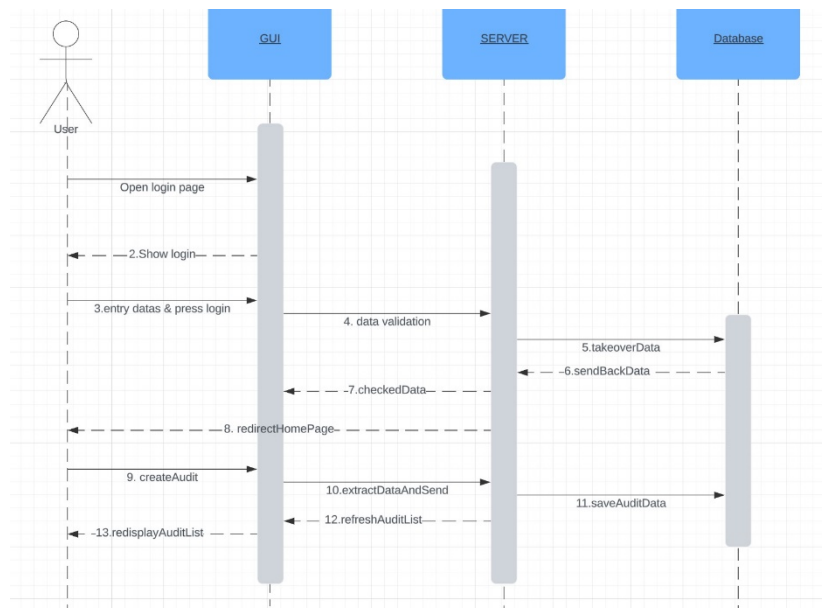 GUI
SERVER
Database
User
Open login page
2.Show login
3.entry datas & press login
4. data validation
5.takeoverData
6.sendBackData
7.checkedData
8. redirectHomePage
9. createAudit
10.extractDataAndSend
11.saveAuditData
12.refreshAuditList
13.redisplayAuditList